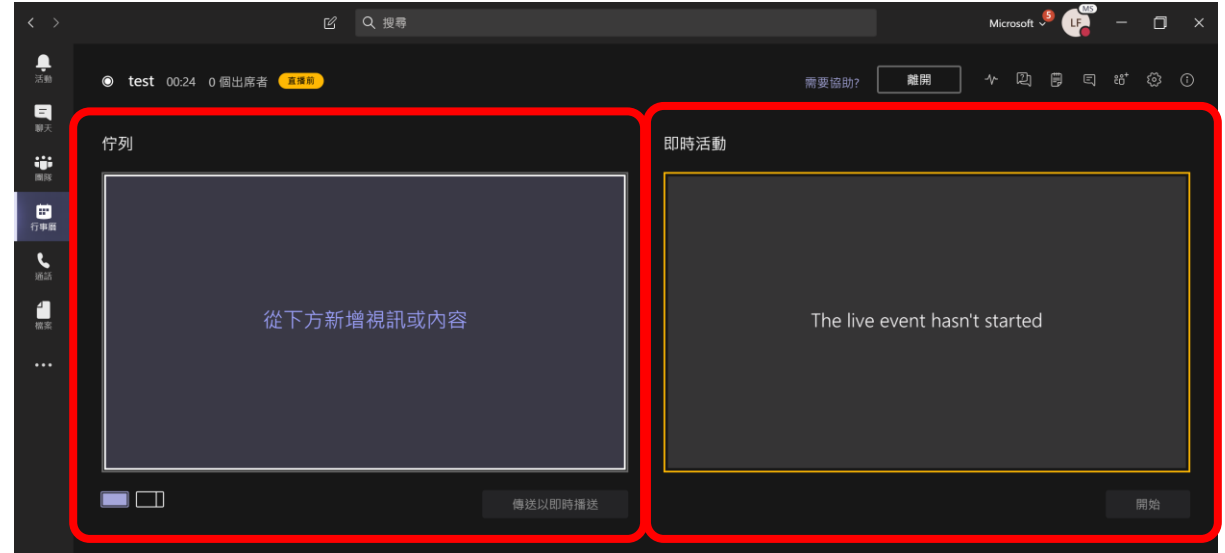 搜尋
Microsoft
5
LF
MS
活動
聊天
團隊
行事曆
通話
檔案
test 00:24 0 個出席者 直播前
需要協助? 離開
佇列
從下方新增視訊或內容
傳送以即時播送
即時活動
The live event hasn't started
開始